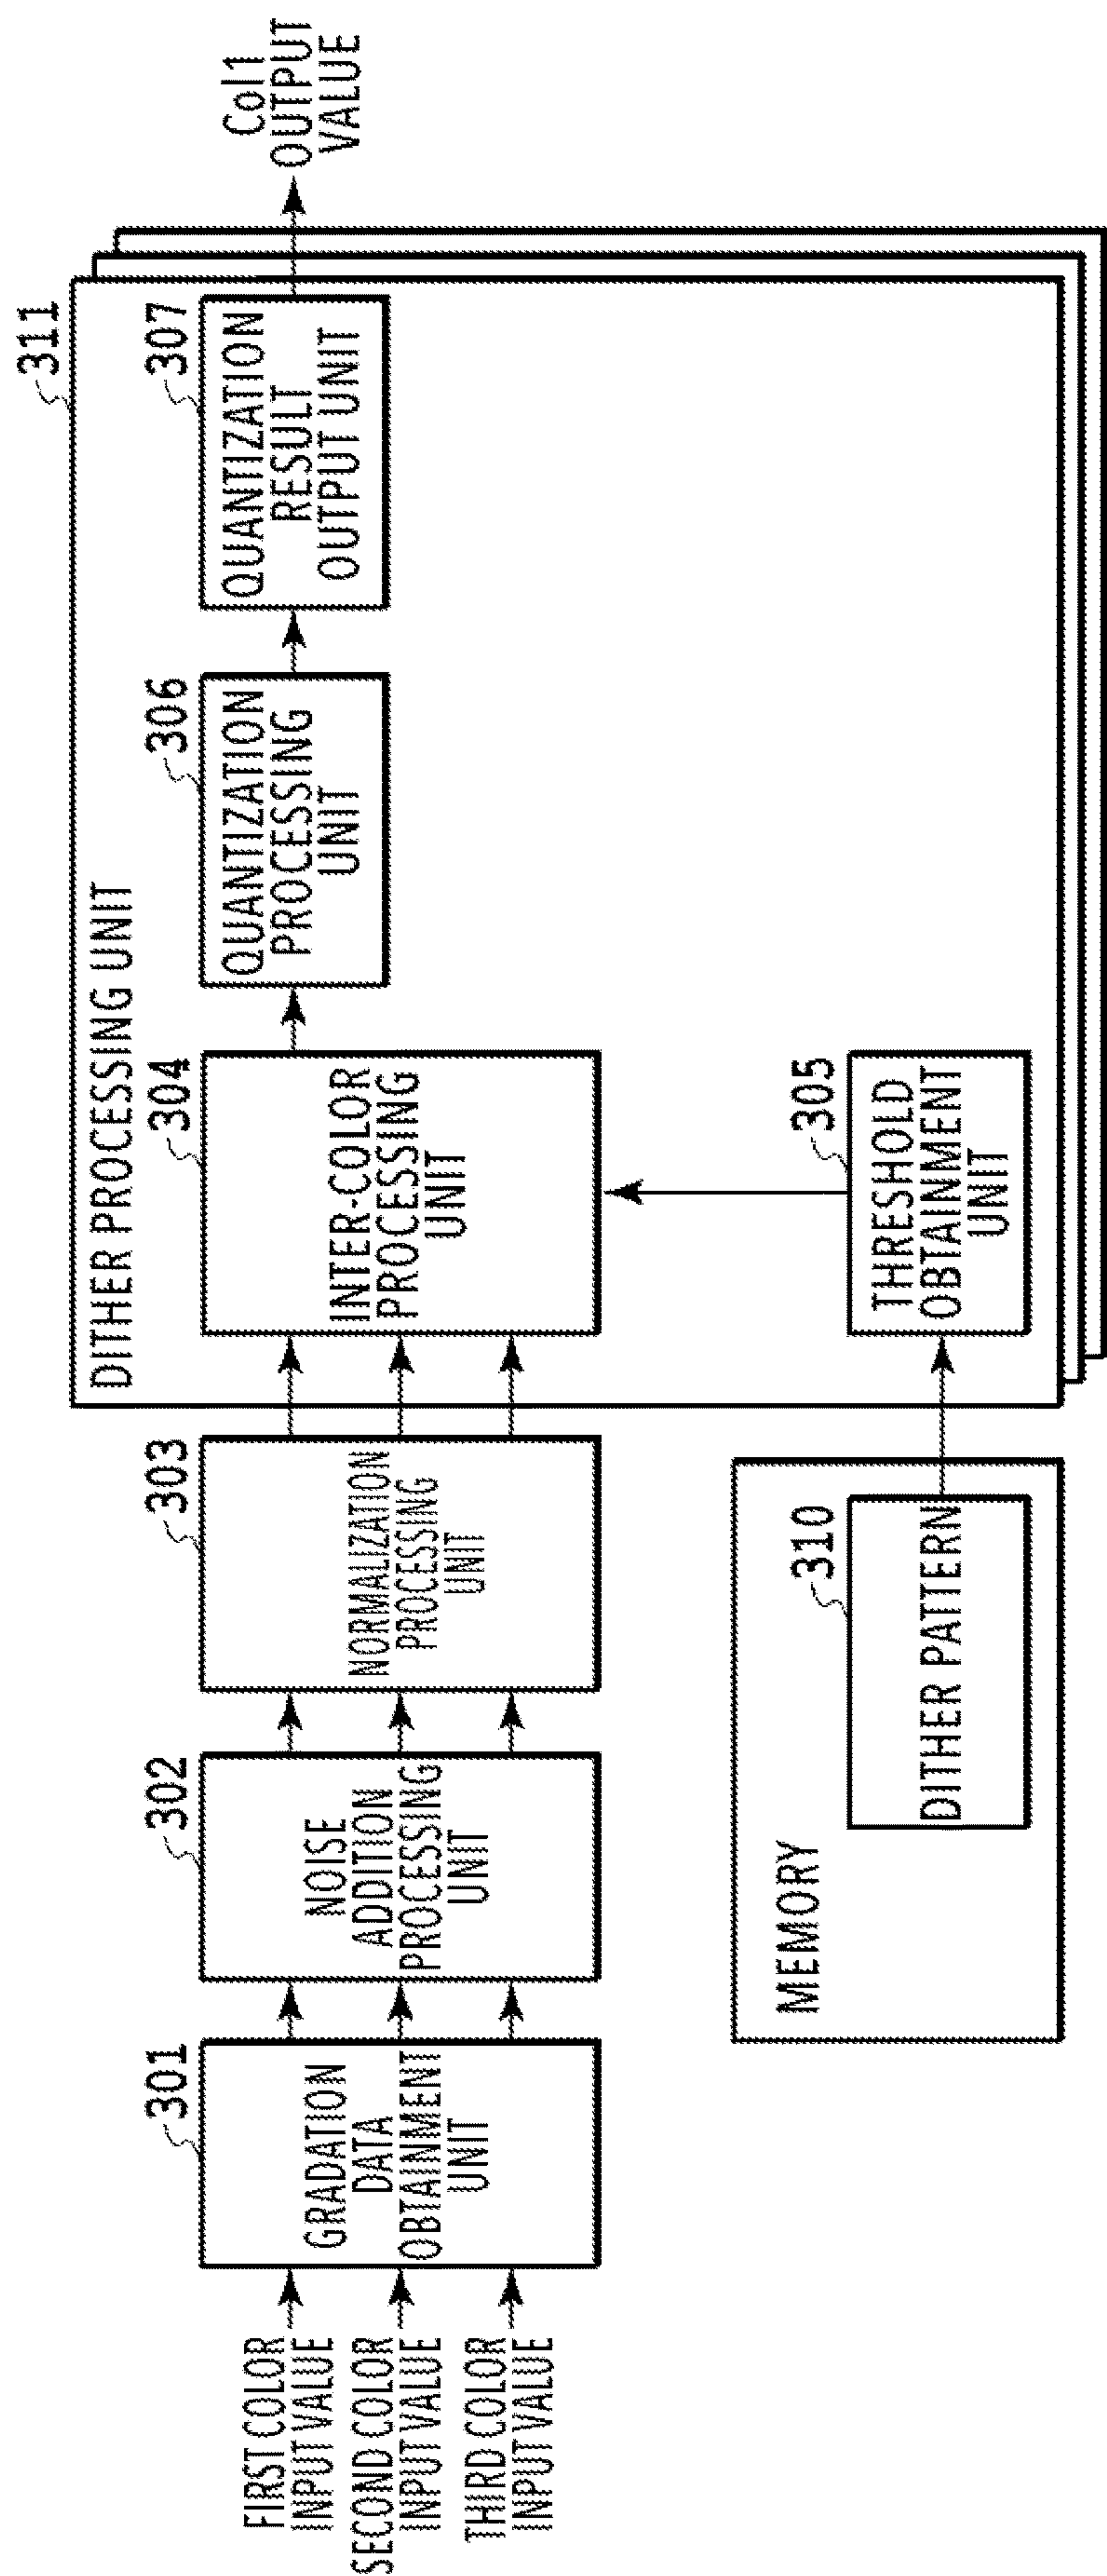 311
DITHER PROCESSING UNIT
FIRST COLOR
INPUT VALUE
SECOND COLOR
INPUT VALUE
THIRD COLOR
INPUT VALUE
301
GRADATION
DATA
OBTAINMENT
UNIT
302
NOISE
ADDITION
PROCESSING
UNIT
303
NORMALIZATION
PROCESSING
UNIT
304
INTER-COLOR
PROCESSING
UNIT
306
QUANTIZATION
PROCESSING
UNIT
307
QUANTIZATION
RESULT
OUTPUT UNIT
Col1
OUTPUT
VALUE
MEMORY
310
DITHER PATTERN
305
THRESHOLD
OBTAINMENT
UNIT